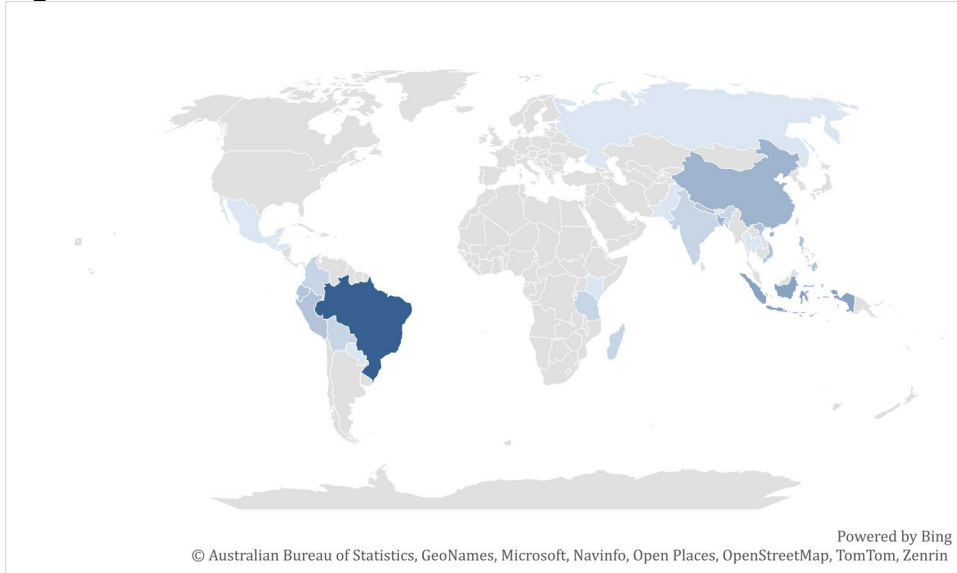 Powered by Bing
© Australian Bureau of Statistics, GeoNames, Microsoft, Navinfo, Open Places, OpenStreetMap, TomTom, Zenrin